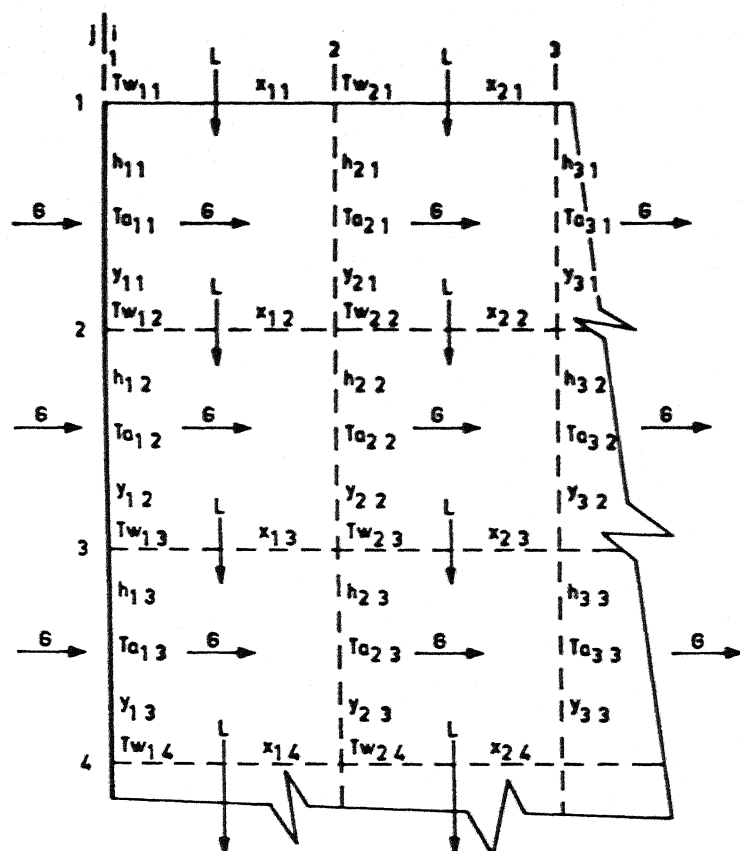 j i
1 L 2 L 3
Tw11 x11 Tw21 x21
1
h11 h21 h31
G Ta11 G Ta21 G Ta31 G
y11 L y21 L y31
Tw12 x12 Tw22 x22
2
h12 h22 h32
G Ta12 G Ta22 G Ta32 G
y12 L y22 L y32
Tw13 x13 Tw23 x23
3
h13 h23 h33
G Ta13 G Ta23 G Ta33 G
y13 L y23 L y33
Tw14 x14 Tw24 x24
4